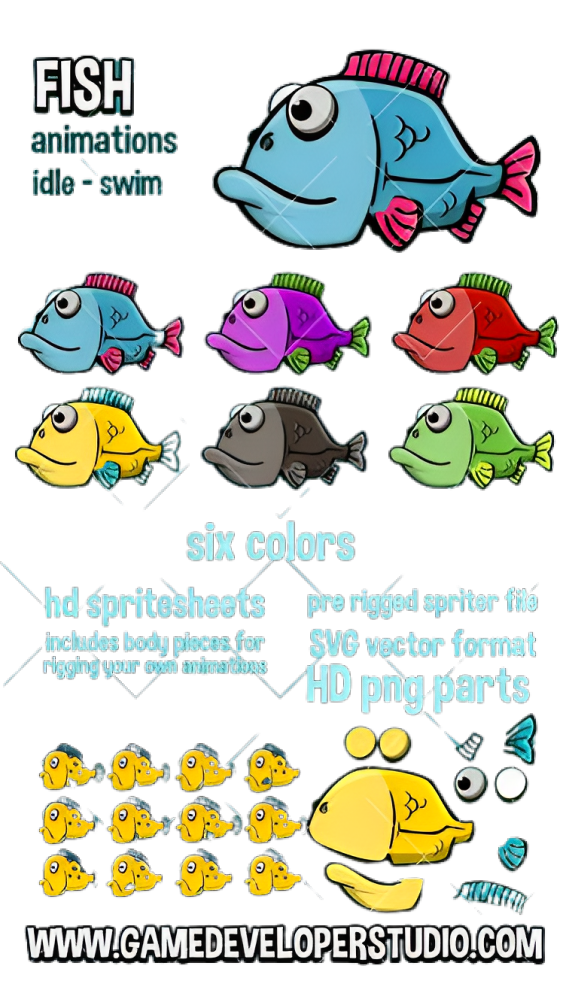 FISH
animations
idle - swim
six colors
hd spritesheets
includes body pieces for
rigging your own animations
pre rigged spriter file
SVG vector format
HD png parts
WWW.GAMEDEVELOPERSTUDIO.COM